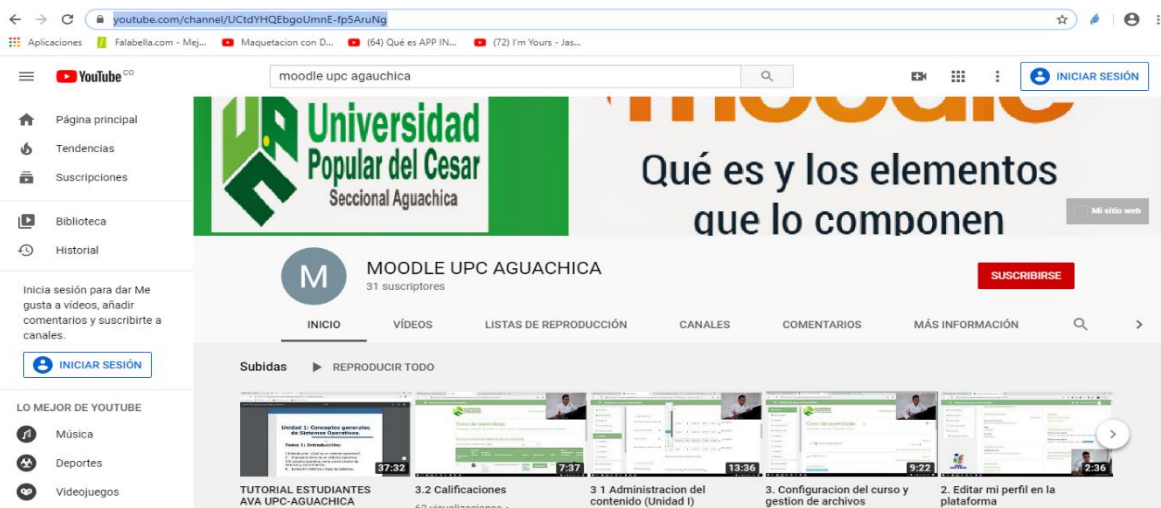 youtube.com/channel/UCtdYHQEbgoUmnE-fp5AruNg
Aplicaciones Falabella.com - Mej... Maquetacion con D... (64) Qué es APP IN... (72) I'm Yours - Jas...
YouTube CO
moodle upc agauchica
INICIAR SESIÓN
Página principal
Tendencias
Suscripciones
Biblioteca
Historial
Inicia sesión para dar Me
gusta a vídeos, añadir
comentarios y suscribirte a
canales.
INICIAR SESIÓN
LO MEJOR DE YOUTUBE
Música
Deportes
Videojuegos
Universidad
Popular del Cesar
Seccional Aguachica
moodle
Qué es y los elementos
que lo componen
Mi sitio web
M
MOODLE UPC AGUACHICA
31 suscriptores
SUSCRIBIRSE
INICIO VÍDEOS LISTAS DE REPRODUCCIÓN CANALES COMENTARIOS MÁS INFORMACIÓN
Subidas REPRODUCIR TODO
Unidad 1: Conceptos generales
de Sistemas Operativos.
Tema 1: Introducción:
37:32 7:37 13:36 9:22 2:36
TUTORIAL ESTUDIANTES
AVA UPC-AGUACHICA
3.2 Calificaciones
62 visualizaciones •
3 1 Administracion del
contenido (Unidad I)
3. Configuracion del curso y
gestion de archivos
2. Editar mi perfil en la
plataforma